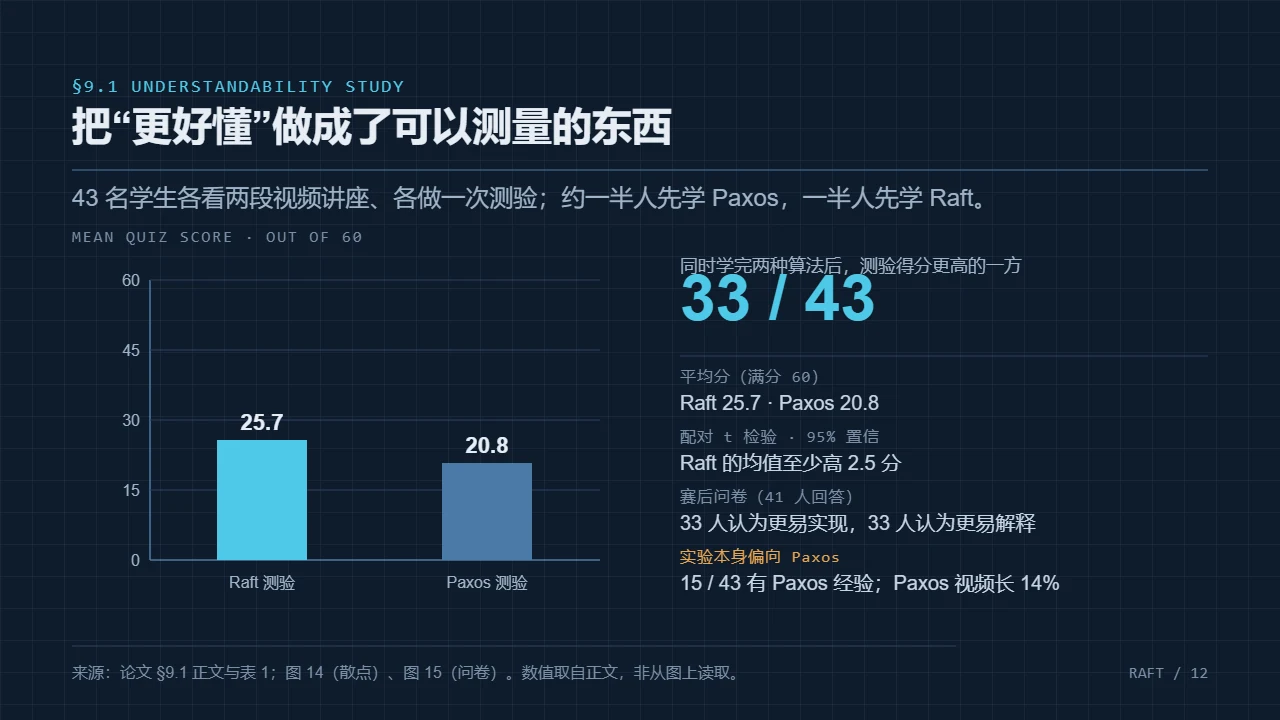 §9.1 UNDERSTANDABILITY STUDY
把“更好懂”做成了可以测量的东西
43 名学生各看两段视频讲座、各做一次测验；约一半人先学 Paxos，一半人先学 Raft。
MEAN QUIZ SCORE · OUT OF 60
60
45
30
15
0
25.7
20.8
Raft 测验
Paxos 测验
同时学完两种算法后，测验得分更高的一方
33 / 43
平均分（满分 60）
Raft 25.7 · Paxos 20.8
配对 t 检验 · 95% 置信
Raft 的均值至少高 2.5 分
赛后问卷（41 人回答）
33 人认为更易实现，33 人认为更易解释
实验本身偏向 Paxos
15 / 43 有 Paxos 经验；Paxos 视频长 14%
来源：论文 §9.1 正文与表 1；图 14（散点）、图 15（问卷）。数值取自正文，非从图上读取。
RAFT / 12